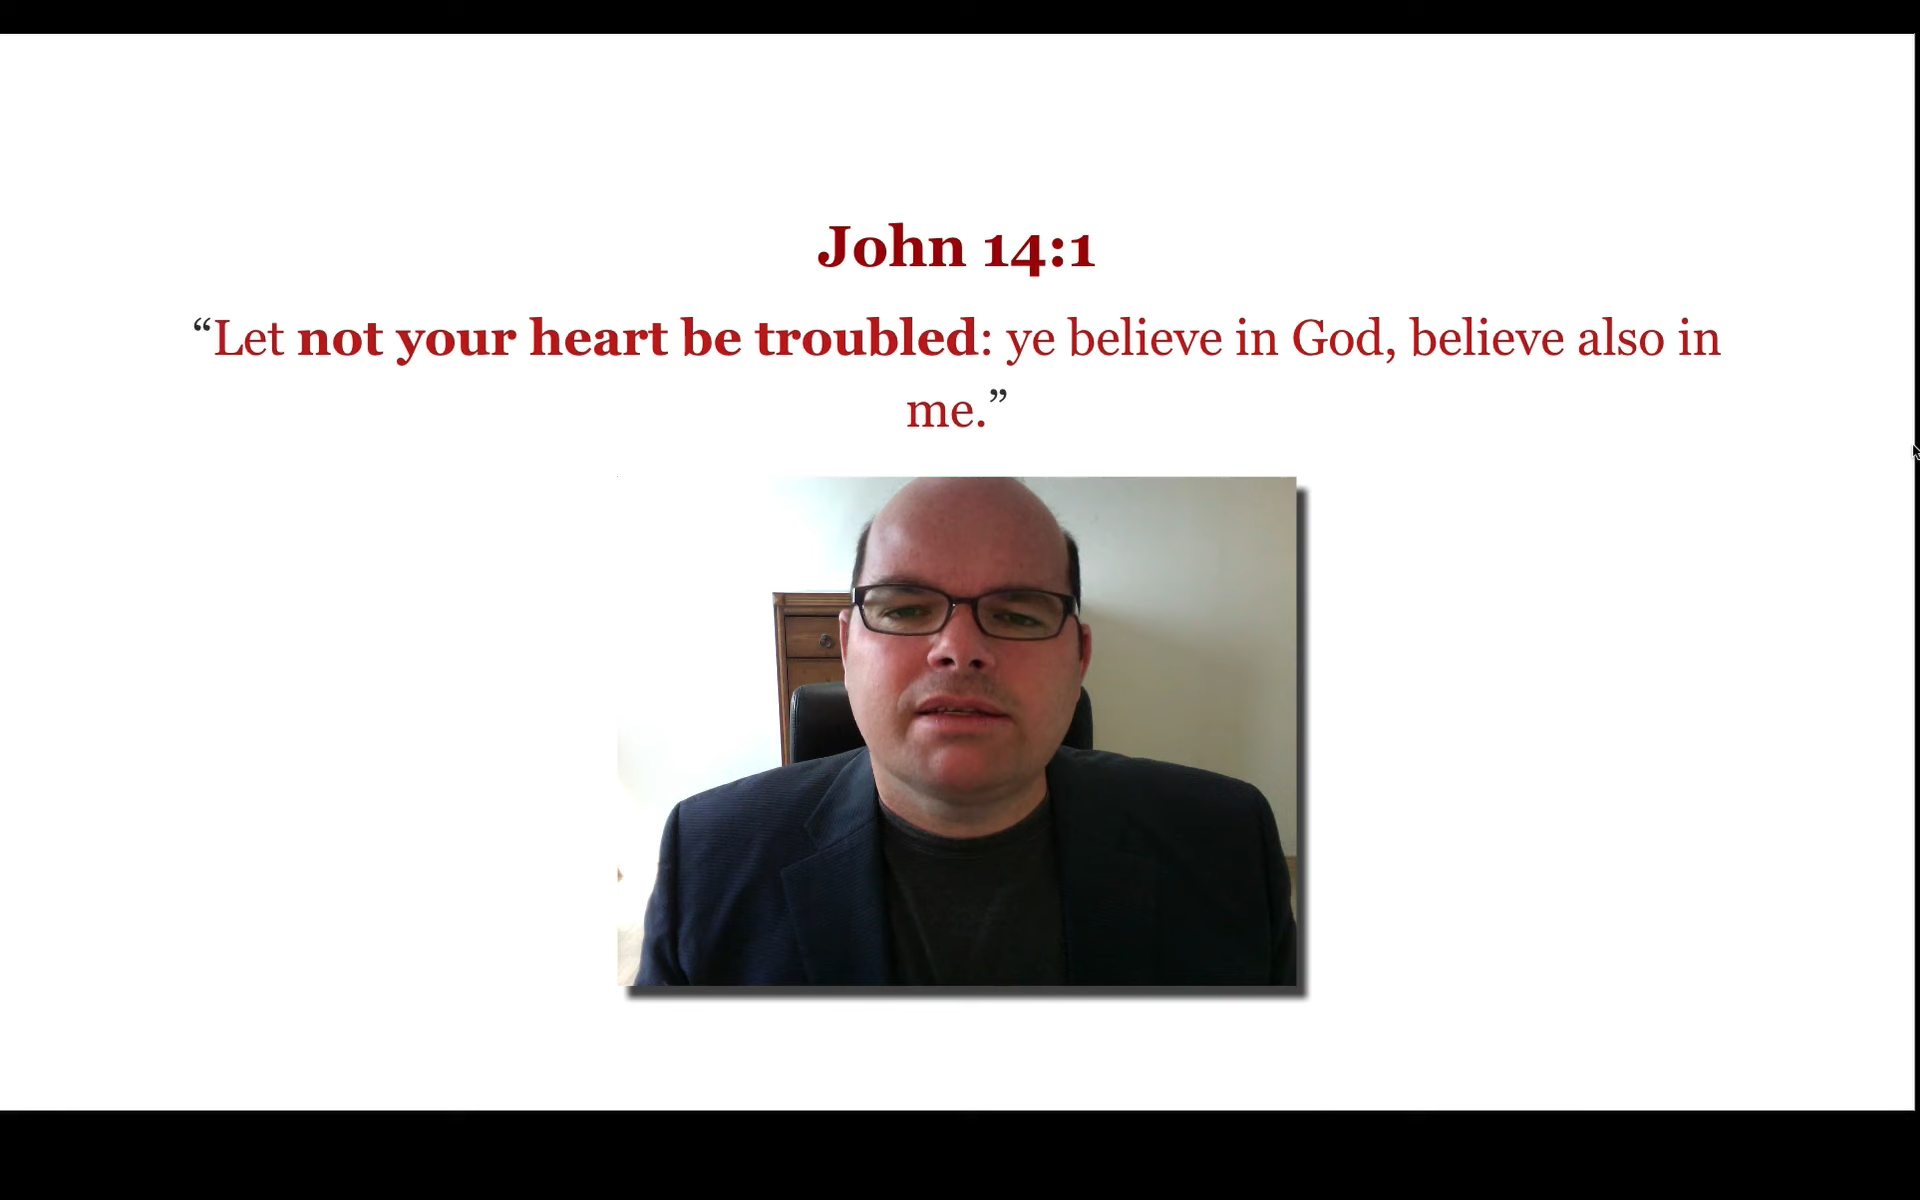 John 14:1
“Let not your heart be troubled: ye believe in God, believe also in
me.”